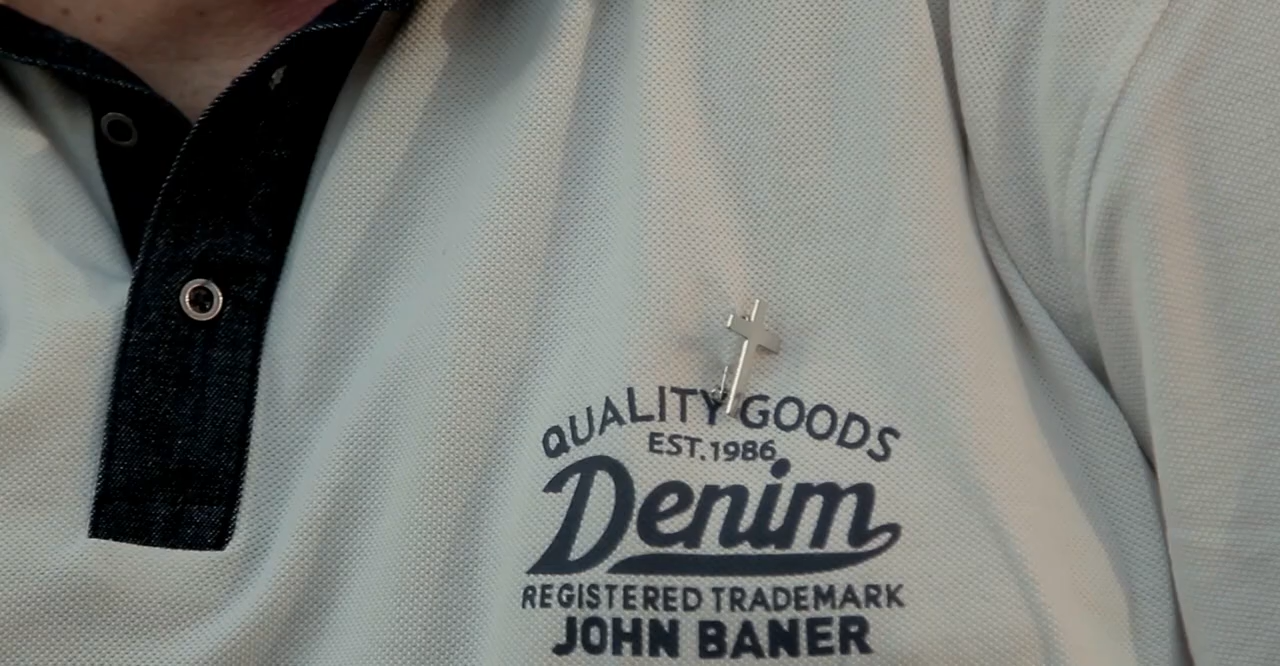 QUALITY GOODS
EST.1986
Denim
REGISTERED TRADEMARK
JOHN BANER